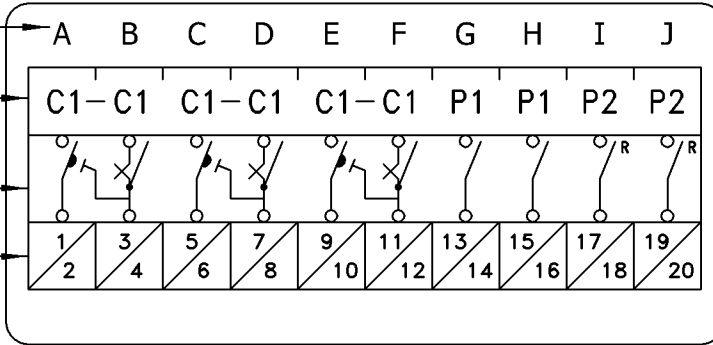 A B C D E F G H I J
C1-C1 C1-C1 C1-C1 P1 P1 P2 P2
R R
1 3 5 7 9 11 13 15 17 19
2 4 6 8 10 12 14 16 18 20